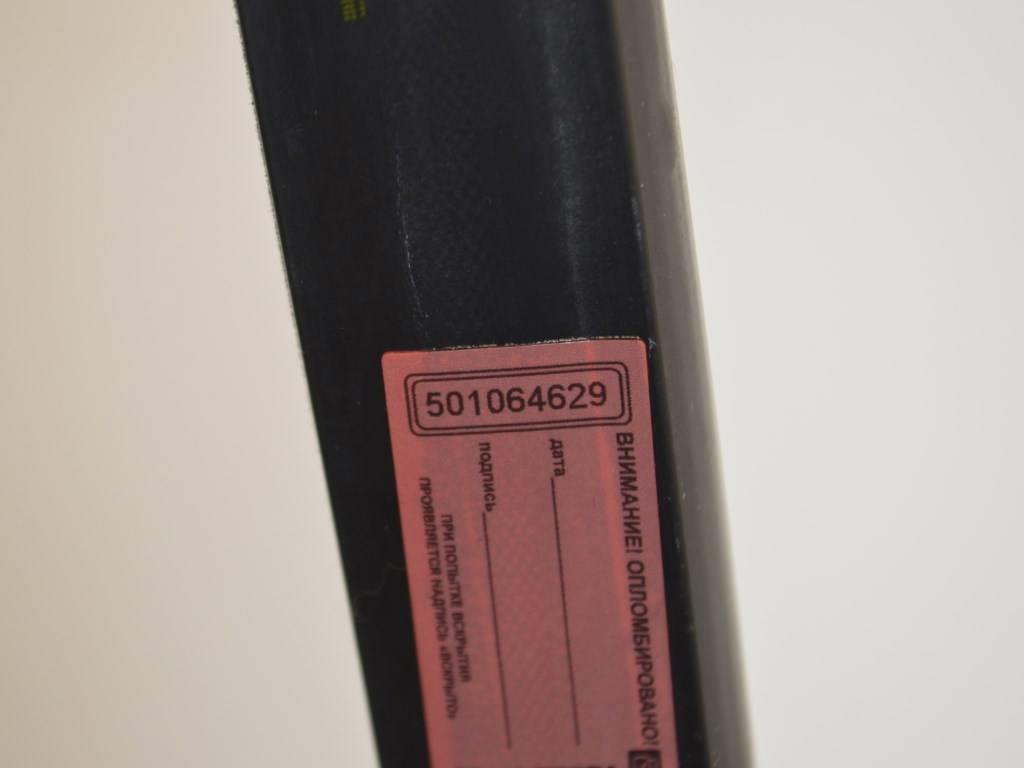 501064629
ВНИМАНИЕ! ОПЛОМБИРОВАНО!
дата
подпись
ПРИ ПОПЫТКЕ ВСКРЫТИЯ
ПРОЯВЛЯЕТСЯ НАДПИСЬ «ВСКРЫТО»